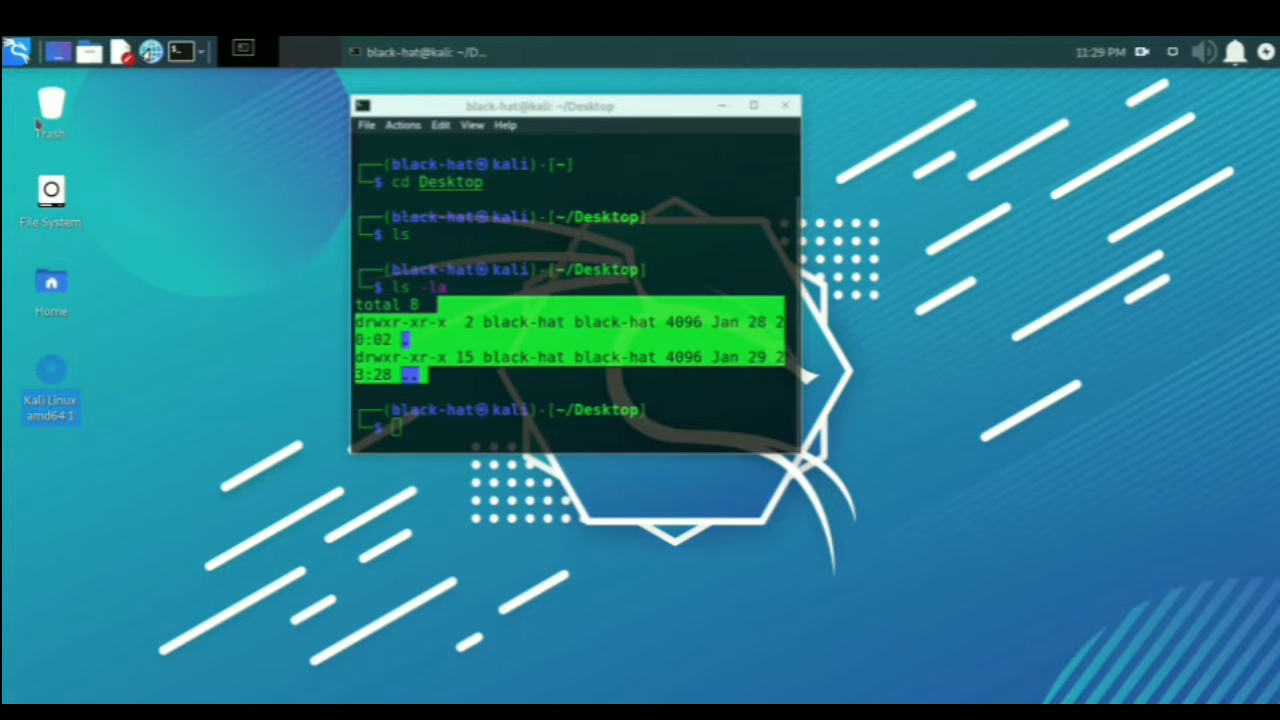 black-hat@kali: ~/D...
11:29 PM
Trash
File System
Home
Kali Linux
amd64 1
black-hat@kali: ~/Desktop
File Actions Edit View Help
┌──(black-hat㉿kali)-[~]
└─$ cd Desktop
┌──(black-hat㉿kali)-[~/Desktop]
└─$ ls
┌──(black-hat㉿kali)-[~/Desktop]
└─$ ls -la
total 8
drwxr-xr-x  2 black-hat black-hat 4096 Jan 28 2
0:02 .
drwxr-xr-x 15 black-hat black-hat 4096 Jan 29 2
3:28 ..
┌──(black-hat㉿kali)-[~/Desktop]
└─$